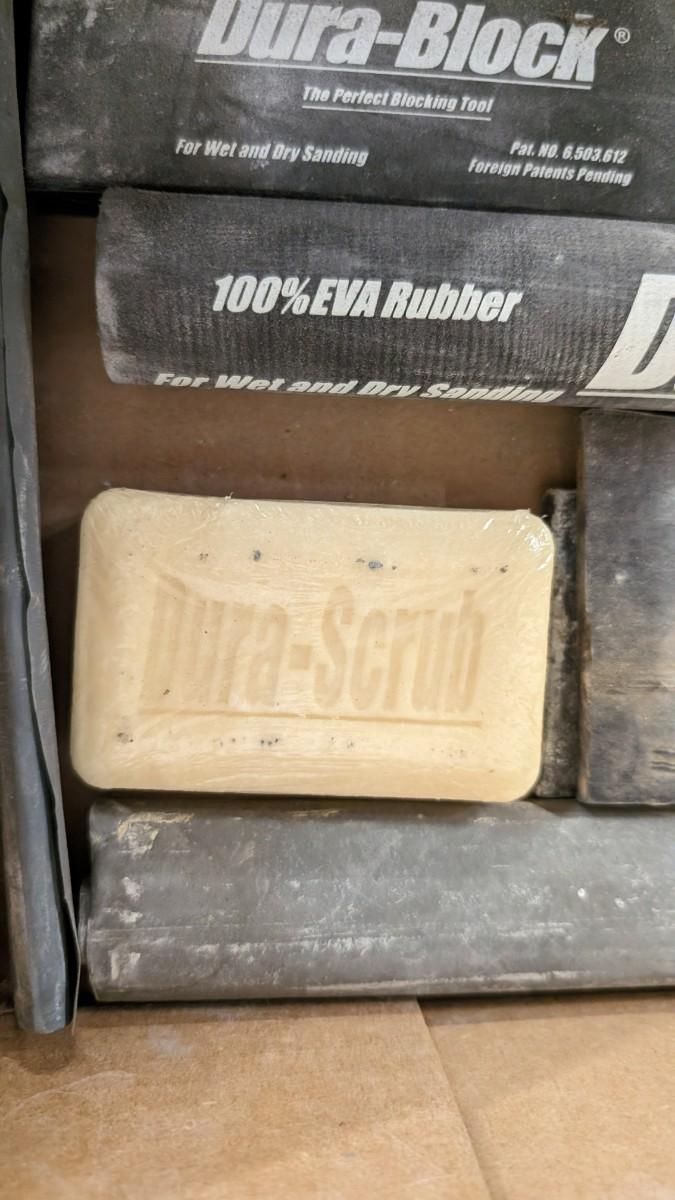 Dura-Block®
The Perfect Blocking Tool
For Wet and Dry Sanding
Pat. NO. 6,503,612
Foreign Patents Pending
100% EVA Rubber
For Wet and Dry Sanding
D
Dura-Scrub